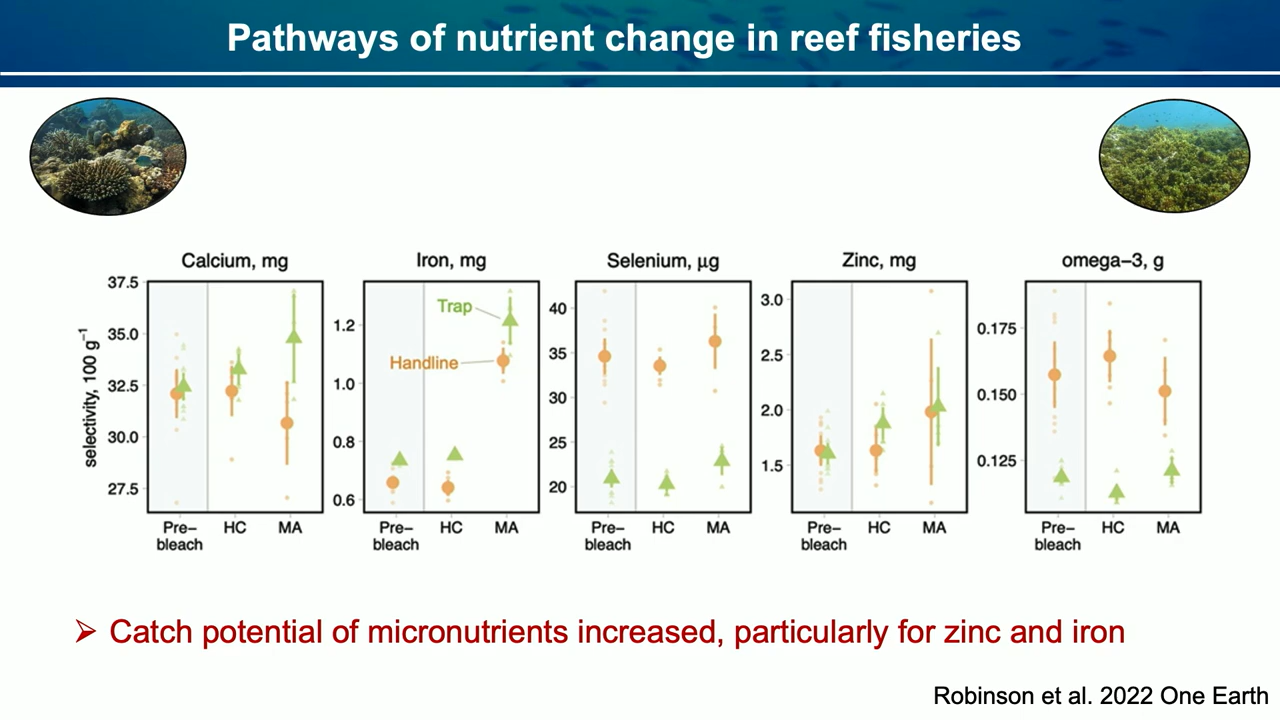 Pathways of nutrient change in reef fisheries
Calcium, mg
Iron, mg
Selenium, μg
Zinc, mg
omega−3, g
selectivity, 100 g⁻¹
37.5
35.0
32.5
30.0
27.5
1.2
1.0
0.8
0.6
Trap
Handline
40
35
30
25
20
3.0
2.5
2.0
1.5
0.175
0.150
0.125
Pre−
bleach
HC
MA
Pre−
bleach
HC
MA
Pre−
bleach
HC
MA
Pre−
bleach
HC
MA
Pre−
bleach
HC
MA
➢ Catch potential of micronutrients increased, particularly for zinc and iron
Robinson et al. 2022 One Earth